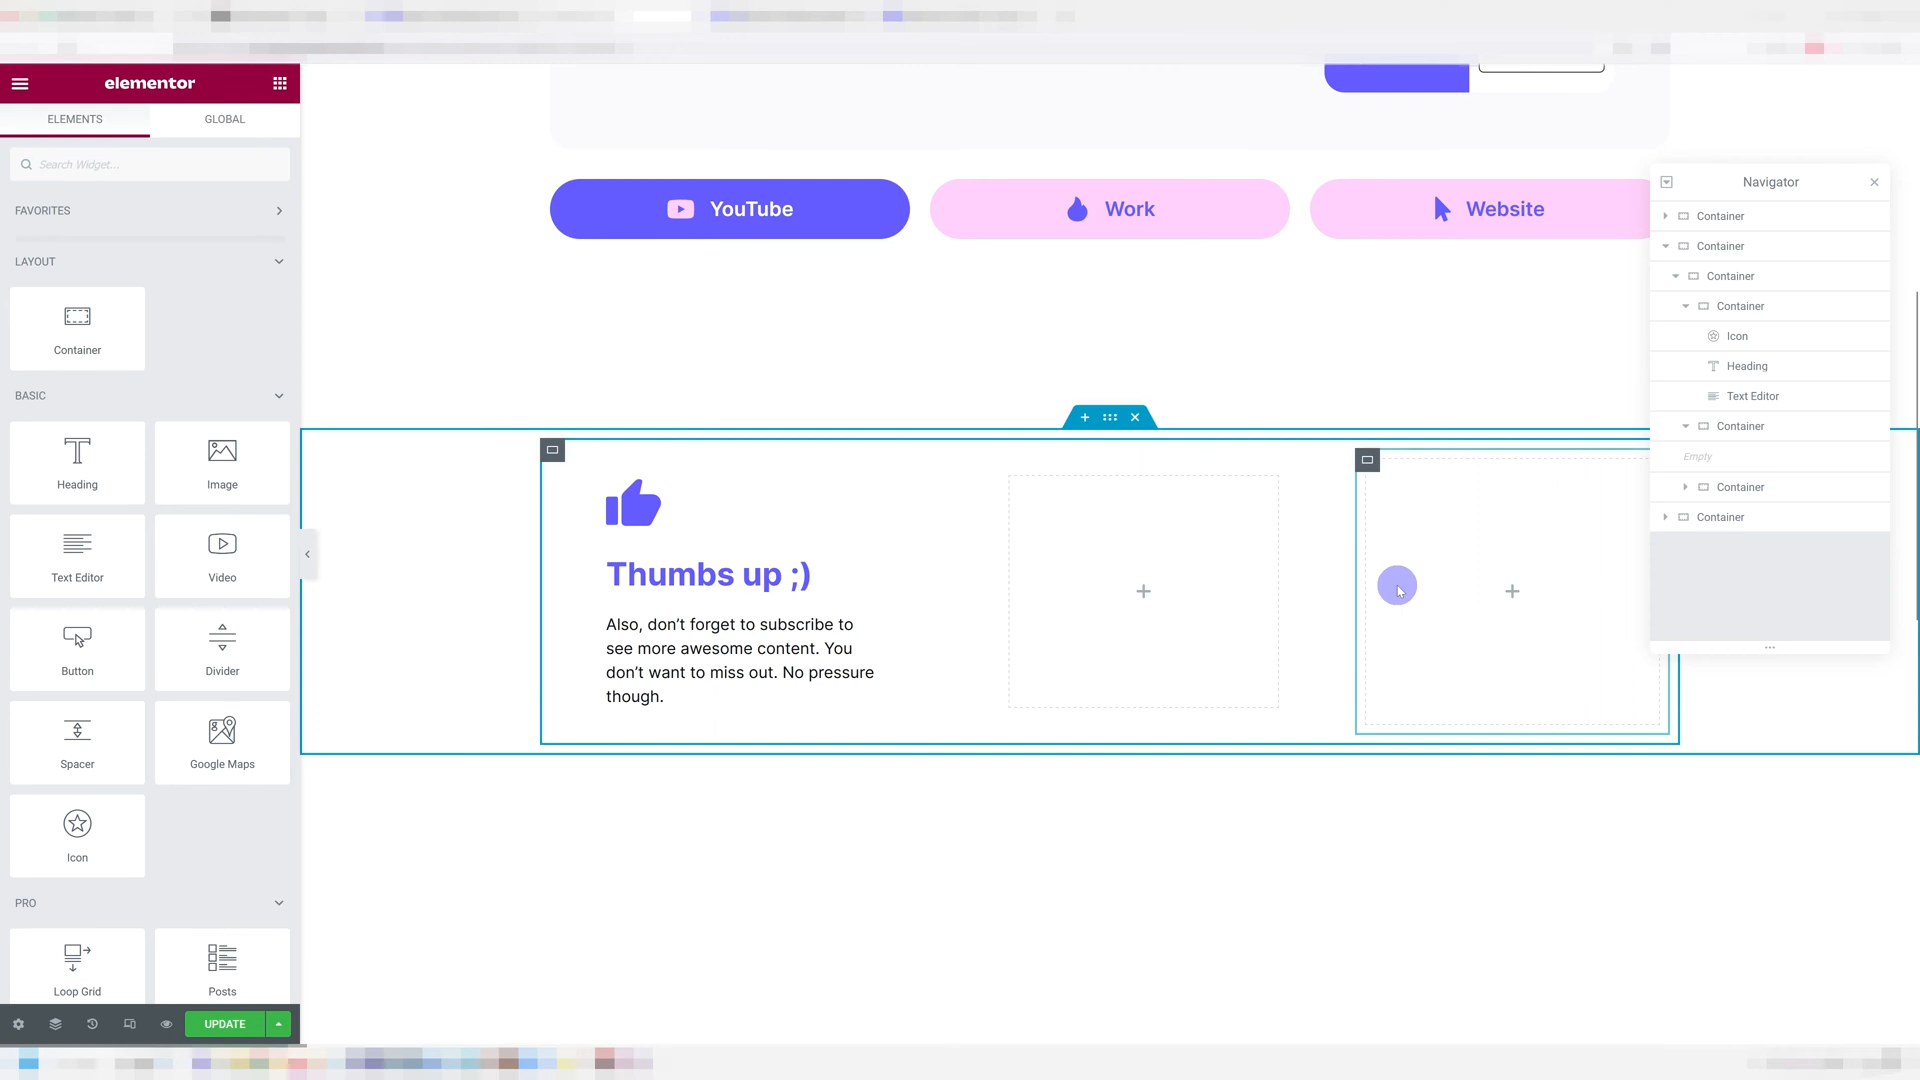 elementor
ELEMENTS
GLOBAL
Search Widget...
FAVORITES
LAYOUT
Container
BASIC
Heading
Image
Text Editor
Video
Button
Divider
Spacer
Google Maps
Icon
PRO
Loop Grid
Posts
UPDATE
YouTube
Work
Website
Thumbs up ;)
Also, don’t forget to subscribe to
see more awesome content. You
don’t want to miss out. No pressure
though.
Navigator
Container
Container
Container
Container
Icon
Heading
Text Editor
Container
Empty
Container
Container